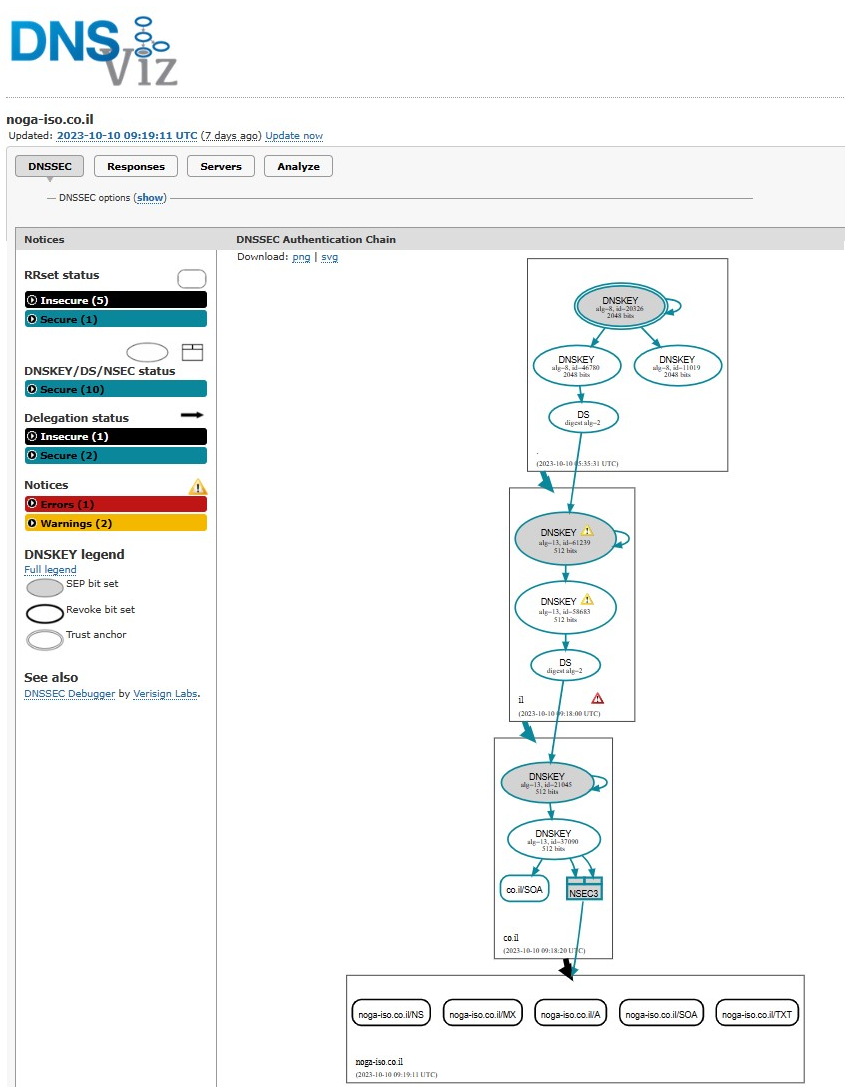 DNS
Viz
noga-iso.co.il
Updated: 2023-10-10 09:19:11 UTC (7 days ago) Update now
DNSSEC Responses Servers Analyze
DNSSEC options (show)
Notices
DNSSEC Authentication Chain
Download: png | svg
RRset status
Insecure (5)
Secure (1)
DNSKEY/DS/NSEC status
Secure (10)
Delegation status
Insecure (1)
Secure (2)
Notices
Errors (1)
Warnings (2)
DNSKEY legend
Full legend
SEP bit set
Revoke bit set
Trust anchor
See also
DNSSEC Debugger by Verisign Labs.
DNSKEY
alg=8, id=20326
2048 bits
DNSKEY
alg=8, id=46780
2048 bits
DNSKEY
alg=8, id=11019
2048 bits
DS
digest alg=2
.
(2023-10-10 05:35:31 UTC)
DNSKEY
alg=13, id=61239
512 bits
DNSKEY
alg=13, id=58683
512 bits
DS
digest alg=2
il
(2023-10-10 09:18:00 UTC)
DNSKEY
alg=13, id=21045
512 bits
DNSKEY
alg=13, id=37090
512 bits
co.il/SOA
NSEC3
co.il
(2023-10-10 09:18:20 UTC)
noga-iso.co.il/NS
noga-iso.co.il/MX
noga-iso.co.il/A
noga-iso.co.il/SOA
noga-iso.co.il/TXT
noga-iso.co.il
(2023-10-10 09:19:11 UTC)